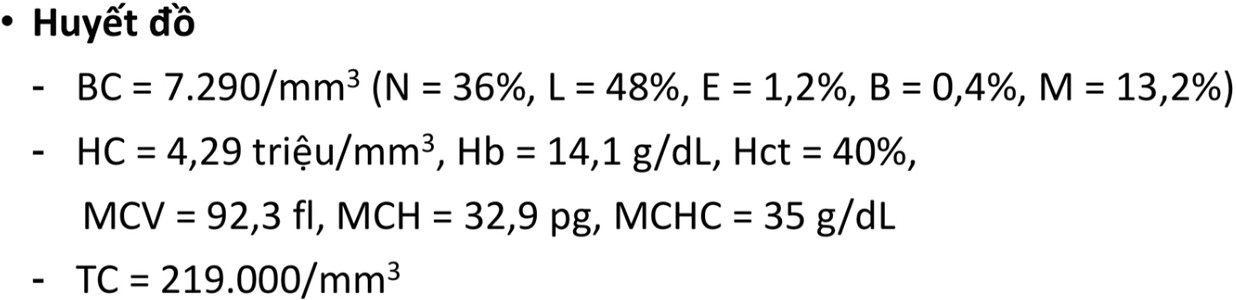 • Huyết đồ
- BC = 7.290/mm³ (N = 36%, L = 48%, E = 1,2%, B = 0,4%, M = 13,2%)
- HC = 4,29 triệu/mm³, Hb = 14,1 g/dL, Hct = 40%,
MCV = 92,3 fl, MCH = 32,9 pg, MCHC = 35 g/dL
- TC = 219.000/mm³